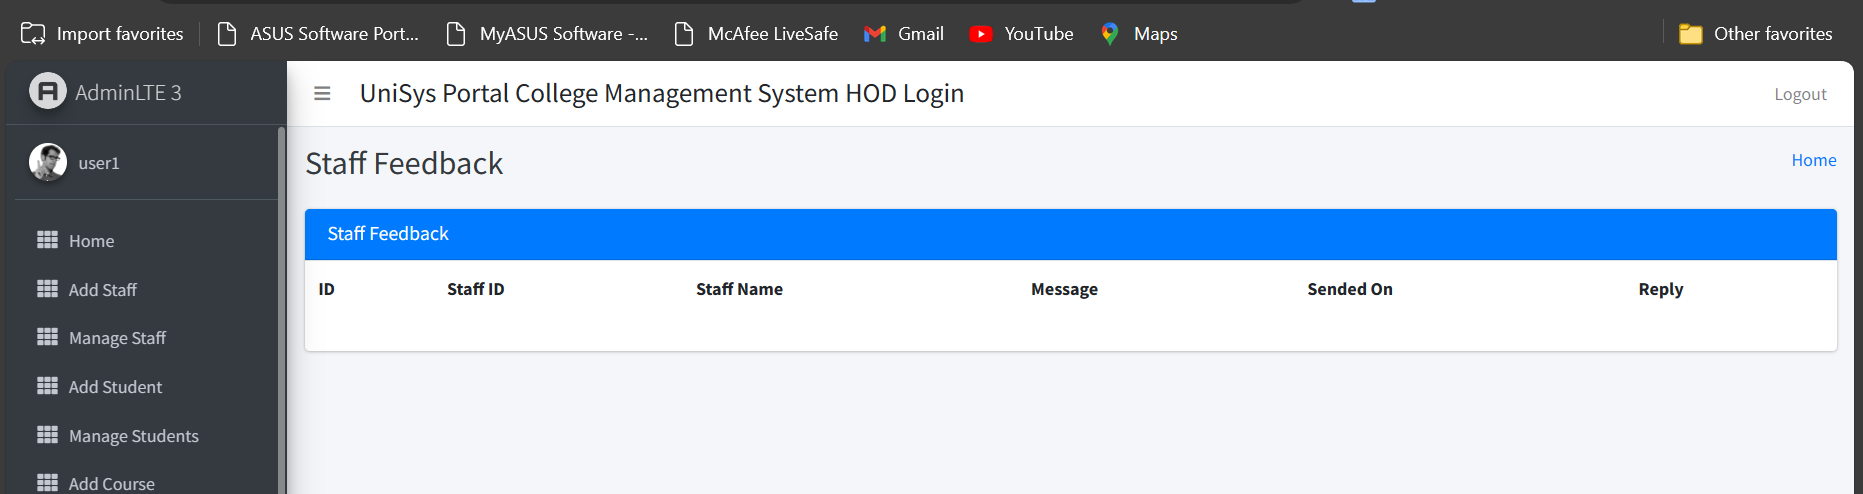 Import favorites
ASUS Software Port...
MyASUS Software -...
McAfee LiveSafe
Gmail
YouTube
Maps
Other favorites
AdminLTE 3
UniSys Portal College Management System HOD Login
Logout
user1
Staff Feedback
Home
Home
Add Staff
Manage Staff
Add Student
Manage Students
Add Course
Staff Feedback
ID Staff ID Staff Name Message Sended On Reply